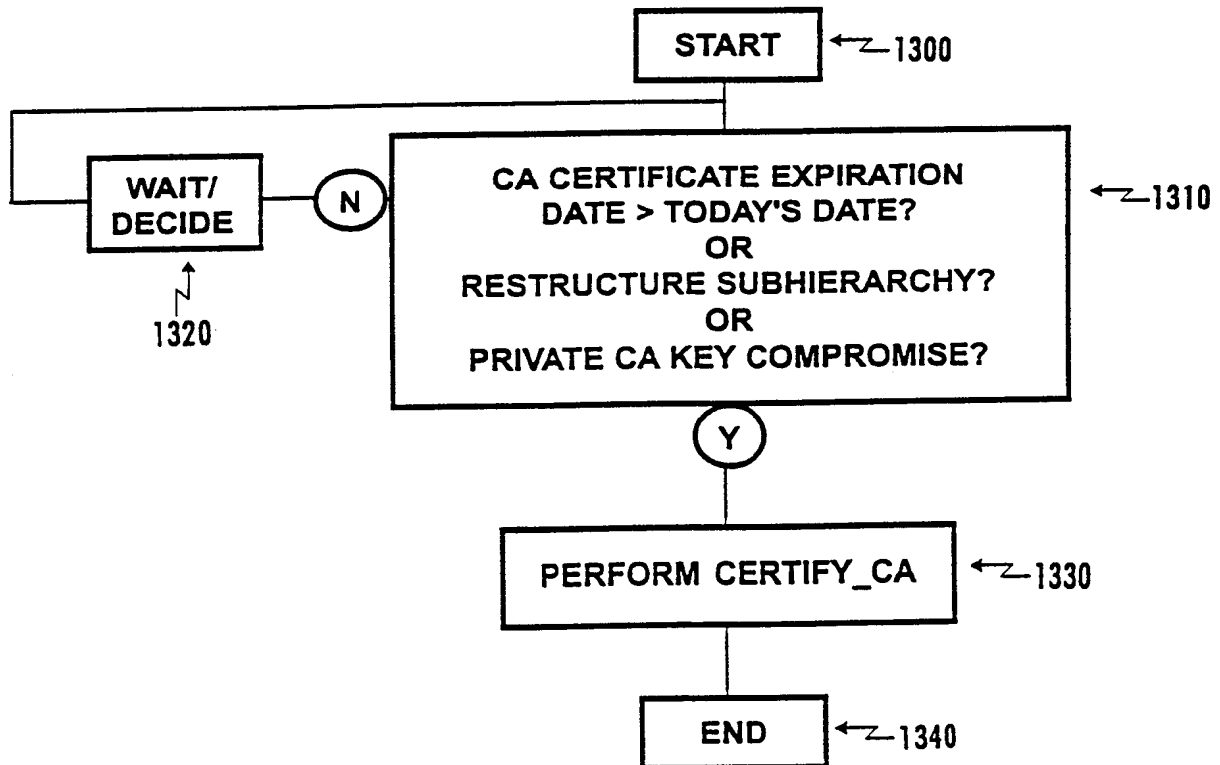 START
1300
CA CERTIFICATE EXPIRATION
DATE > TODAY'S DATE?
OR
RESTRUCTURE SUBHIERARCHY?
OR
PRIVATE CA KEY COMPROMISE?
1310
N
WAIT/
DECIDE
1320
Y
PERFORM CERTIFY_CA
1330
END
1340